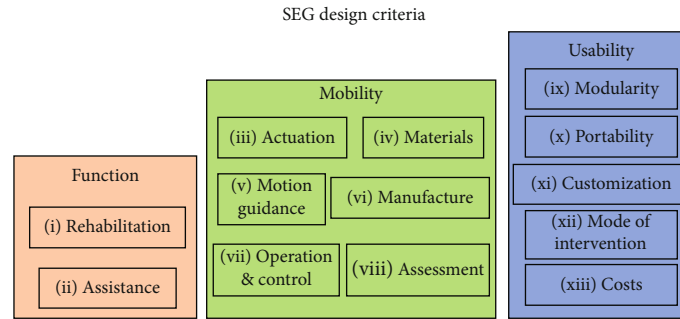 SEG design criteria
Function
(i) Rehabilitation
(ii) Assistance
Mobility
(iii) Actuation
(iv) Materials
(v) Motion
guidance
(vi) Manufacture
(vii) Operation
& control
(viii) Assessment
Usability
(ix) Modularity
(x) Portability
(xi) Customization
(xii) Mode of
intervention
(xiii) Costs